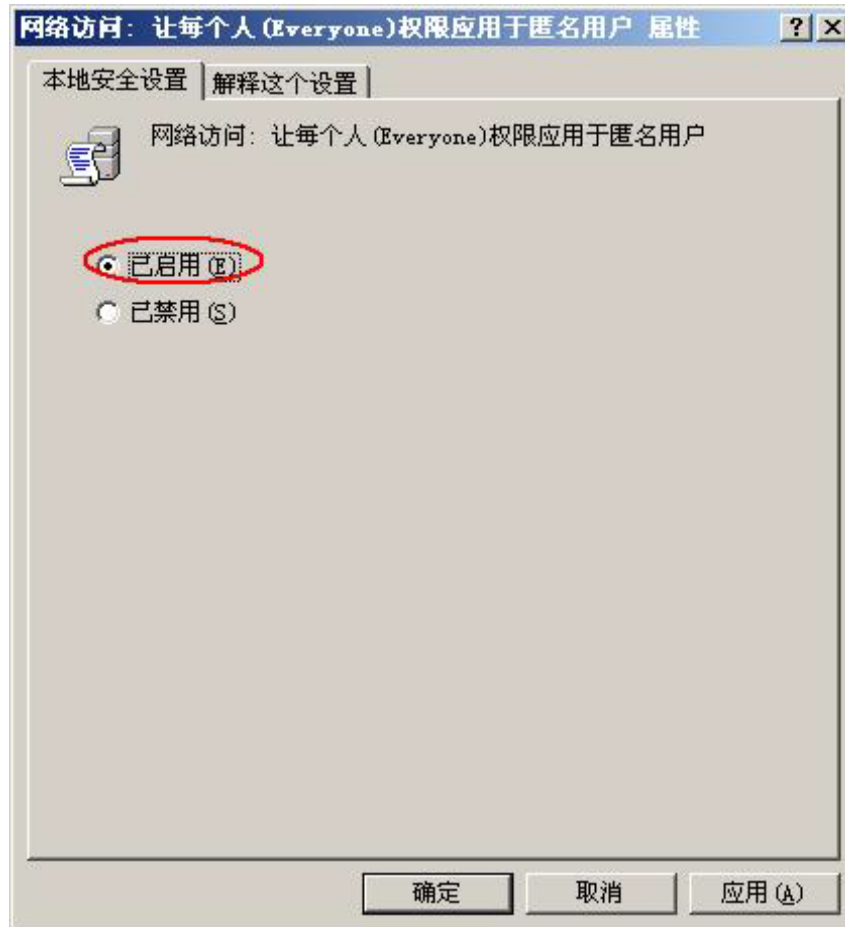 网络访问: 让每个人(Everyone)权限应用于匿名用户 属性
本地安全设置 解释这个设置
网络访问: 让每个人(Everyone)权限应用于匿名用户
已启用(E)
已禁用(S)
确定 取消 应用(A)